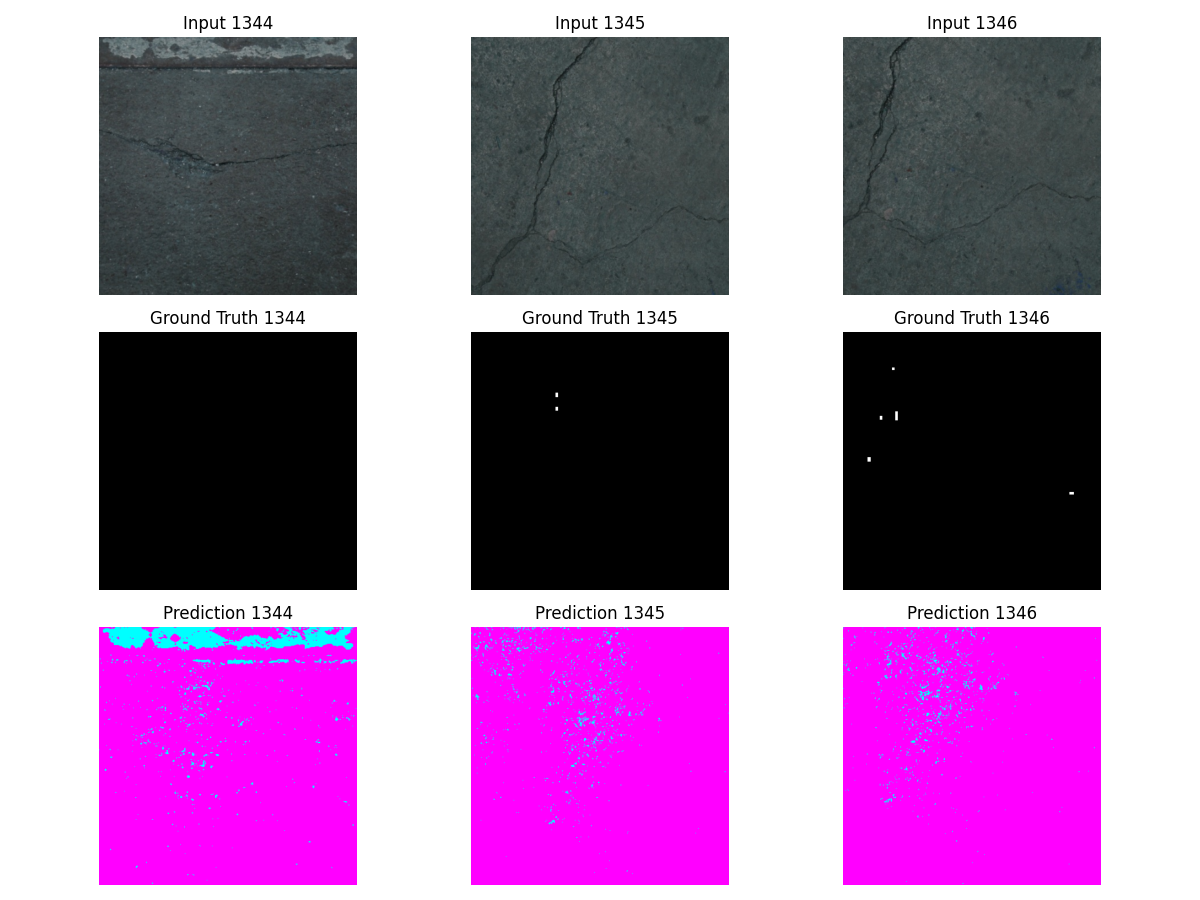 Input 1344
Input 1345
Input 1346
Ground Truth 1344
Ground Truth 1345
Ground Truth 1346
Prediction 1344
Prediction 1345
Prediction 1346